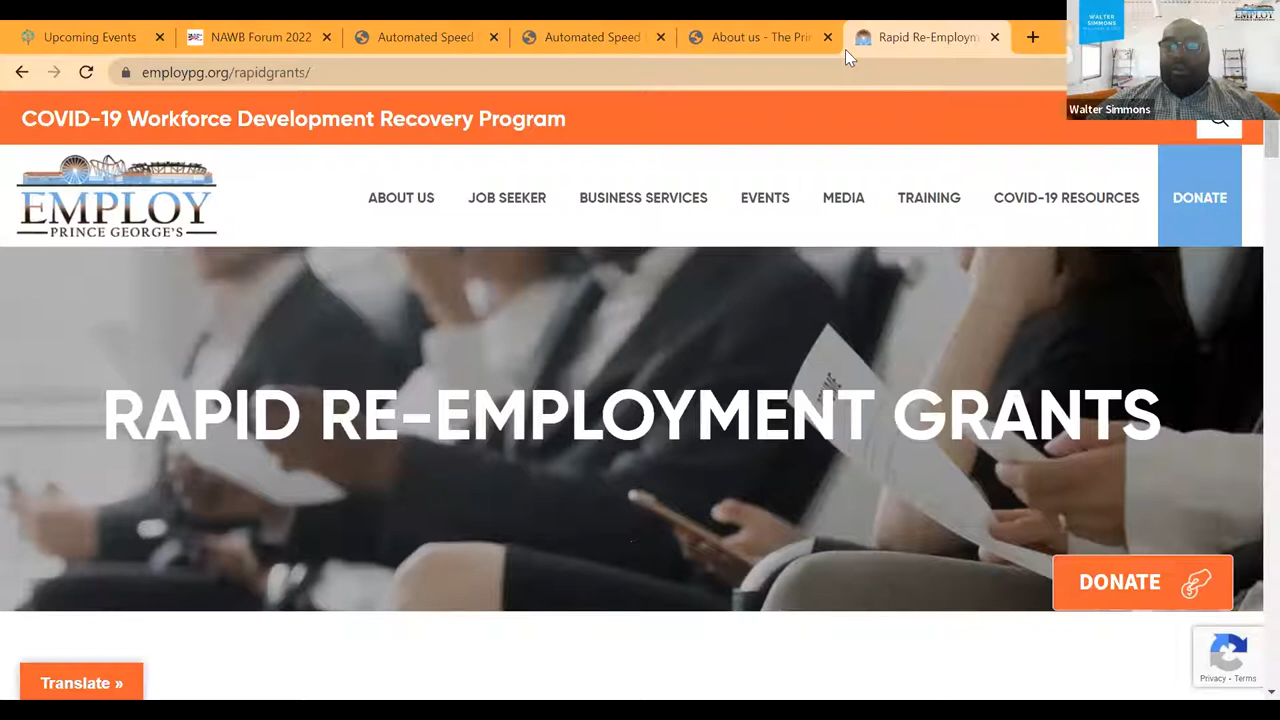 Upcoming Events
NAWB Forum 2022
Automated Speed
Automated Speed
About us - The Prin
Rapid Re-Employm
WALTER
SIMMONS
EMPLOY
Walter Simmons
employpg.org/rapidgrants/
COVID-19 Workforce Development Recovery Program
EMPLOY
PRINCE GEORGE'S
ABOUT US
JOB SEEKER
BUSINESS SERVICES
EVENTS
MEDIA
TRAINING
COVID-19 RESOURCES
DONATE
RAPID RE-EMPLOYMENT GRANTS
DONATE
Translate »
Privacy - Terms